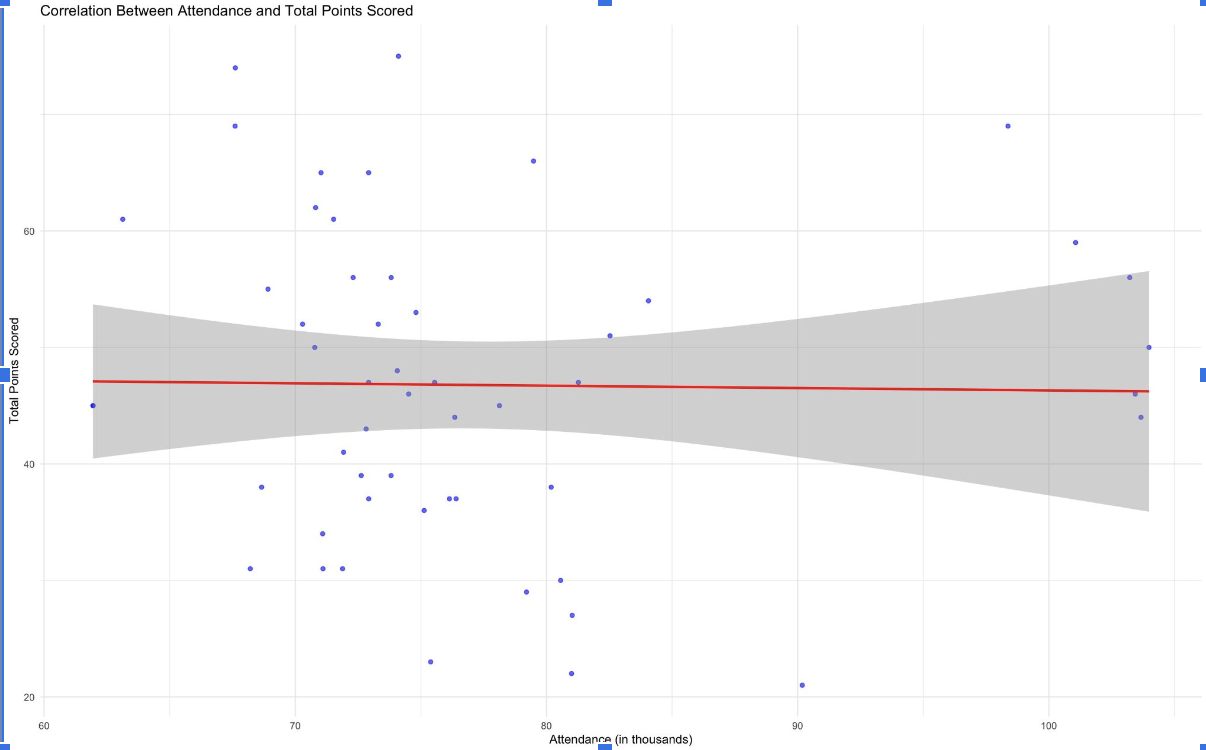 Correlation Between Attendance and Total Points Scored
Total Points Scored
60
40
20
60 70 80 90 100
Attendance (in thousands)